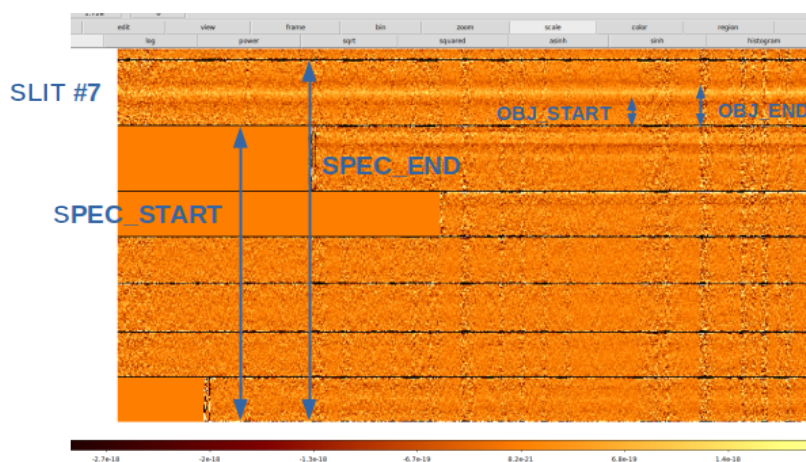 edit view frame bin zoom scale color region
log power sqrt squared asinh sinh histogram
SLIT #7
OBJ_START OBJ_END
SPEC_END
SPEC_START
-2.7e-18 -2e-18 -1.3e-18 -6.7e-19 8.2e-21 6.8e-19 1.4e-18